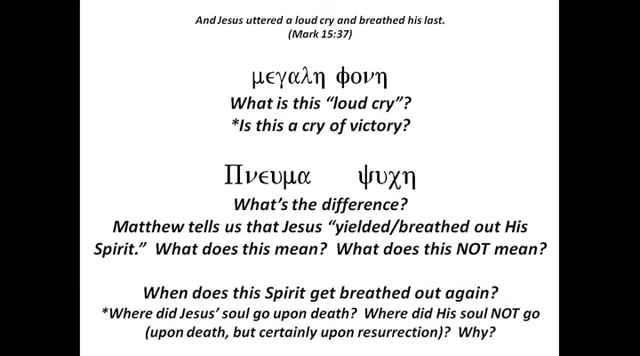 And Jesus uttered a loud cry and breathed his last.
(Mark 15:37)
μεγαλη φονη
What is this “loud cry”?
*Is this a cry of victory?
Πνευμα ψυχη
What’s the difference?
Matthew tells us that Jesus “yielded/breathed out His
Spirit.” What does this mean? What does this NOT mean?
When does this Spirit get breathed out again?
*Where did Jesus’ soul go upon death? Where did His soul NOT go
(upon death, but certainly upon resurrection)? Why?